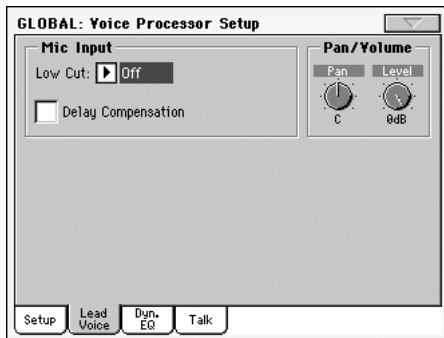 GLOBAL: Voice Processor Setup
Mic Input
Low Cut: Off
Delay Compensation
Pan/Volume
Pan Level
C 0dB
Setup Lead Voice Dyn. EQ Talk